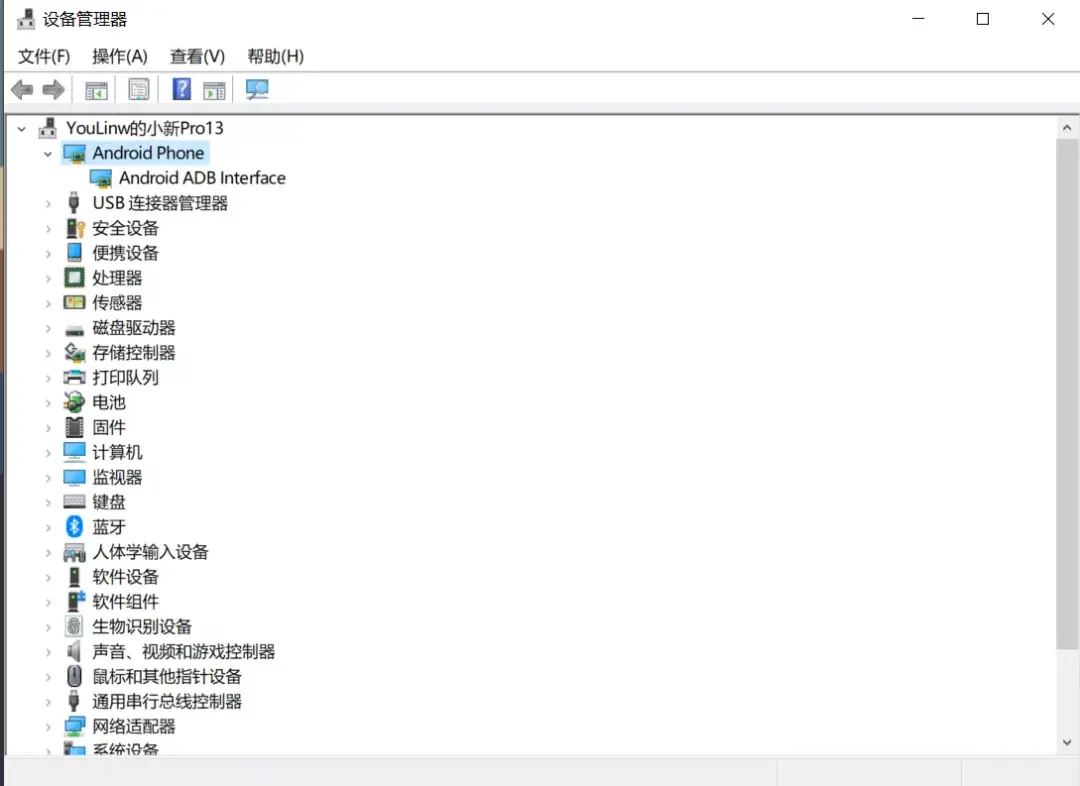 设备管理器
文件(F) 操作(A) 查看(V) 帮助(H)
YouLinw的小新Pro13
Android Phone
Android ADB Interface
USB 连接器管理器
安全设备
便携设备
处理器
传感器
磁盘驱动器
存储控制器
打印队列
电池
固件
计算机
监视器
键盘
蓝牙
人体学输入设备
软件设备
软件组件
生物识别设备
声音、视频和游戏控制器
鼠标和其他指针设备
通用串行总线控制器
网络适配器
系统设备